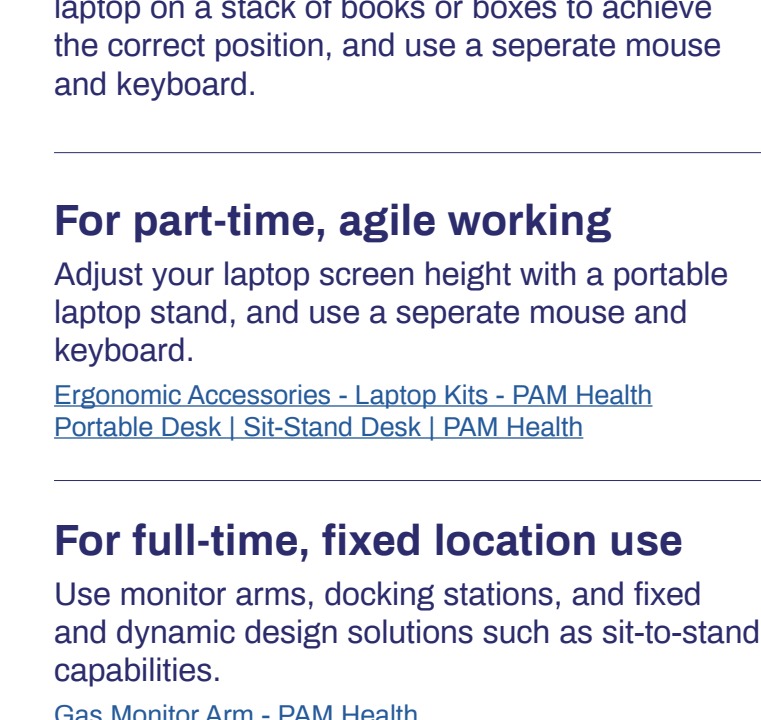 laptop on a stack of books or boxes to achieve
the correct position, and use a seperate mouse
and keyboard.
For part-time, agile working
Adjust your laptop screen height with a portable
laptop stand, and use a seperate mouse and
keyboard.
Ergonomic Accessories - Laptop Kits - PAM Health
Portable Desk | Sit-Stand Desk | PAM Health
For full-time, fixed location use
Use monitor arms, docking stations, and fixed
and dynamic design solutions such as sit-to-stand
capabilities.
Gas Monitor Arm - PAM Health